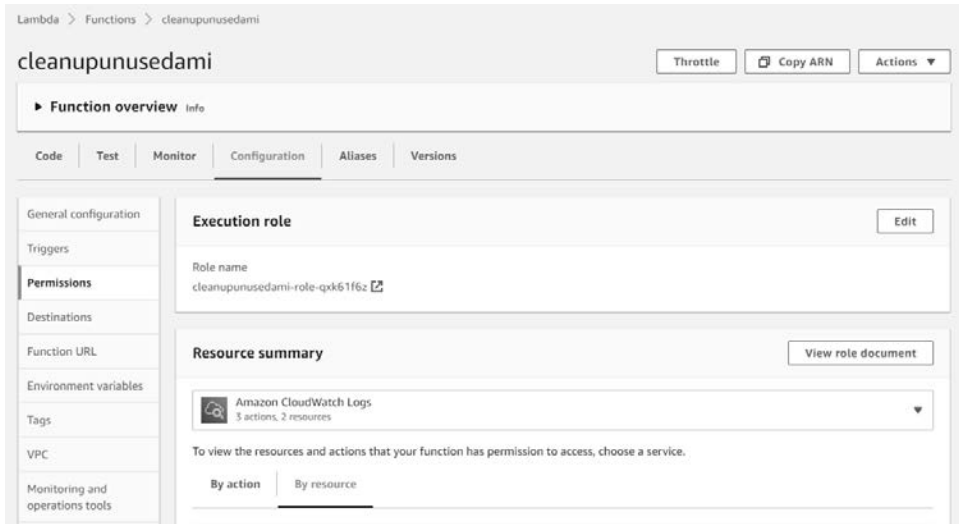 Lambda > Functions > cleanupunusedami
cleanupunusedami
Throttle
Copy ARN
Actions ▼
▶ Function overview Info
Code
Test
Monitor
Configuration
Aliases
Versions
General configuration
Triggers
Permissions
Destinations
Function URL
Environment variables
Tags
VPC
Monitoring and
operations tools
Execution role
Edit
Role name
cleanupunusedami-role-qxk61f6z
Resource summary
View role document
Amazon CloudWatch Logs
3 actions, 2 resources
To view the resources and actions that your function has permission to access, choose a service.
By action
By resource